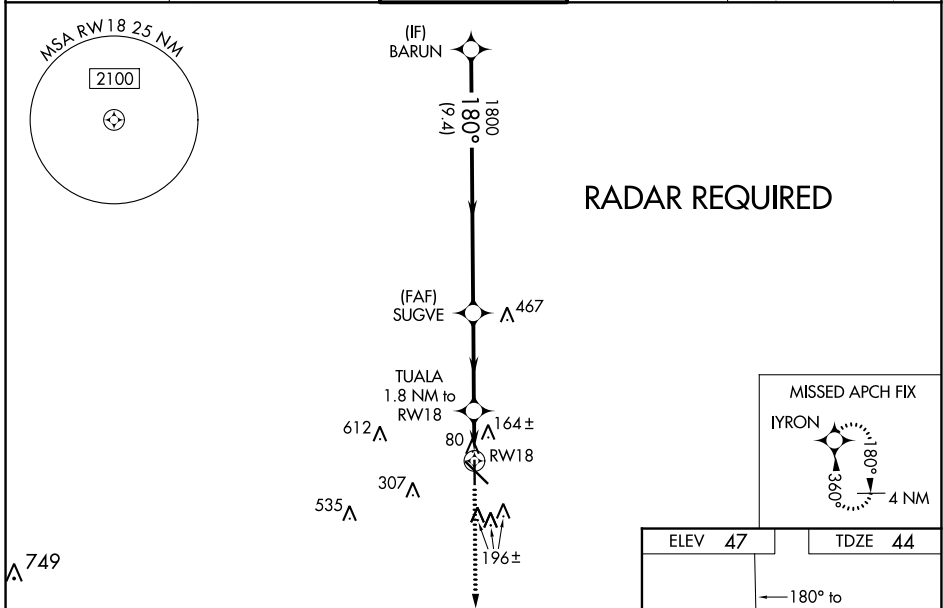 MSA RW18 25 NM
2100
(IF)
BARUN
1800
180°
(9.4)
RADAR REQUIRED
(FAF)
SUGVE
467
TUALA
1.8 NM to
RW18
612
80
164±
RW18
307
535
196±
749
MISSED APCH FIX
IYRON
180°
360°
4 NM
ELEV 47
TDZE 44
180° to